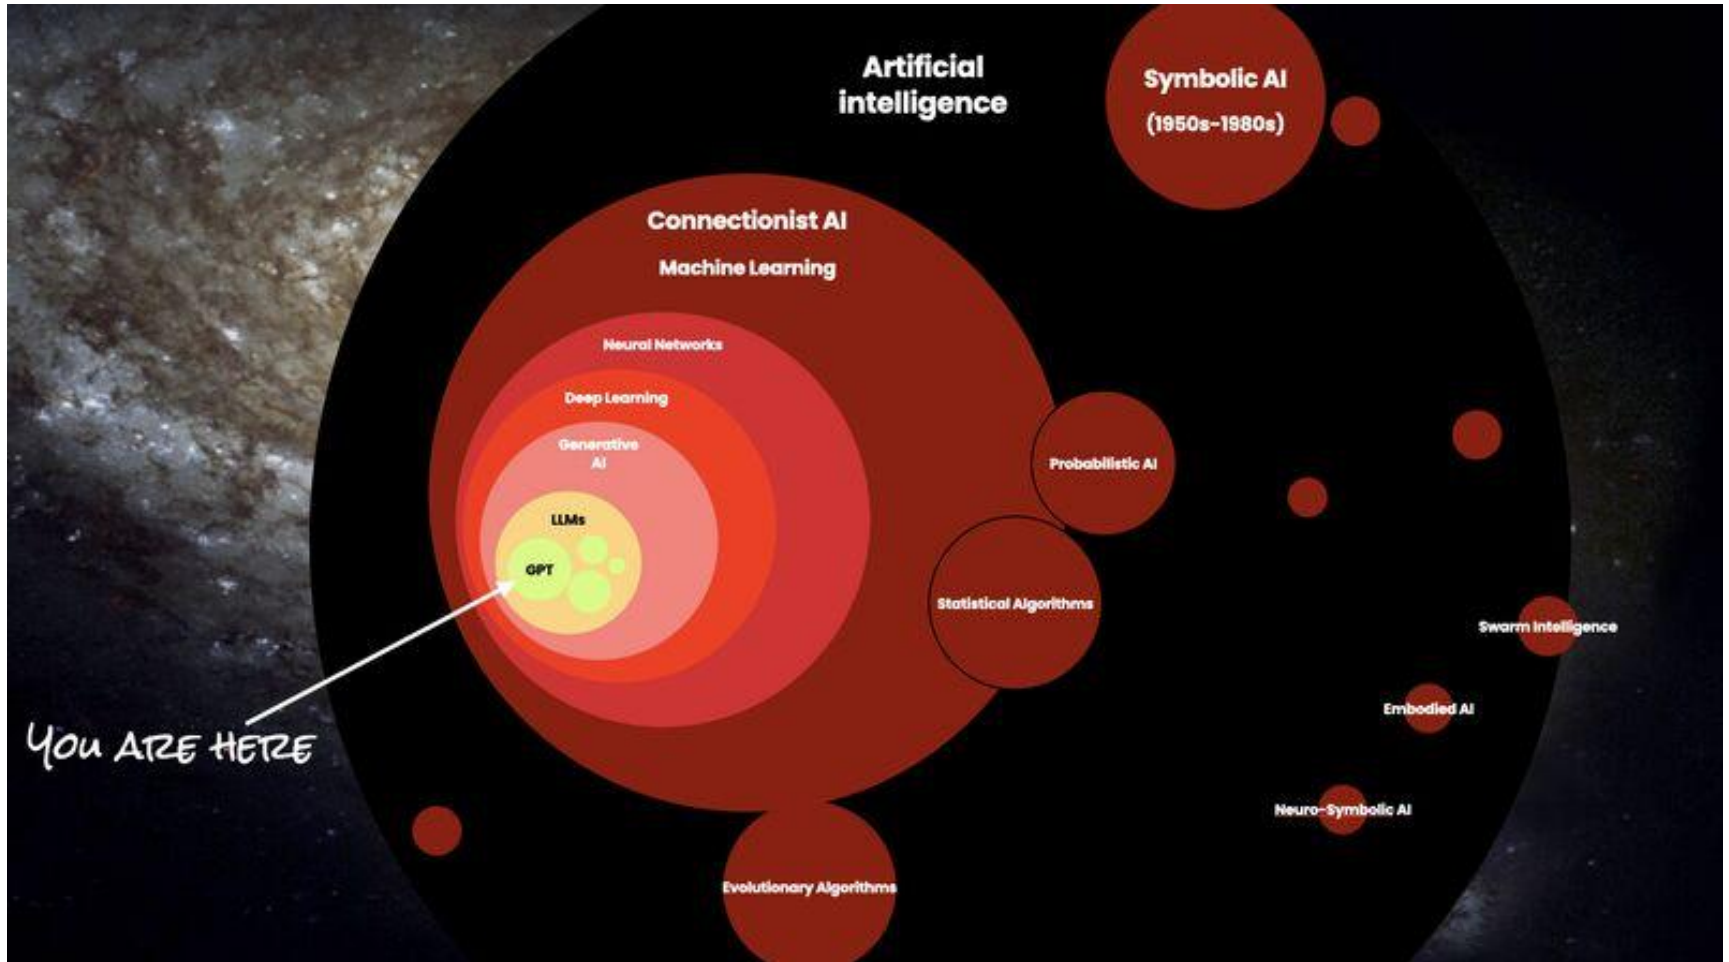 Artificial
intelligence
Symbolic AI
(1950s-1980s)
Connectionist AI
Machine Learning
Neural Networks
Deep Learning
Generative
AI
LLMs
GPT
Probabilistic AI
Statistical Algorithms
Swarm Intelligence
Embodied AI
You are here
Neuro-Symbolic AI
Evolutionary Algorithms